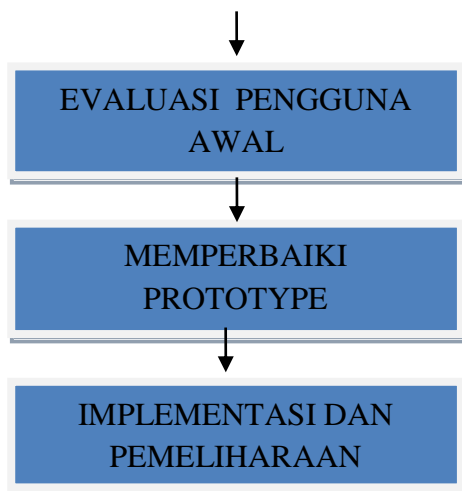 EVALUASI PENGGUNA
AWAL
MEMPERBAIKI
PROTOTYPE
IMPLEMENTASI DAN
PEMELIHARAAN